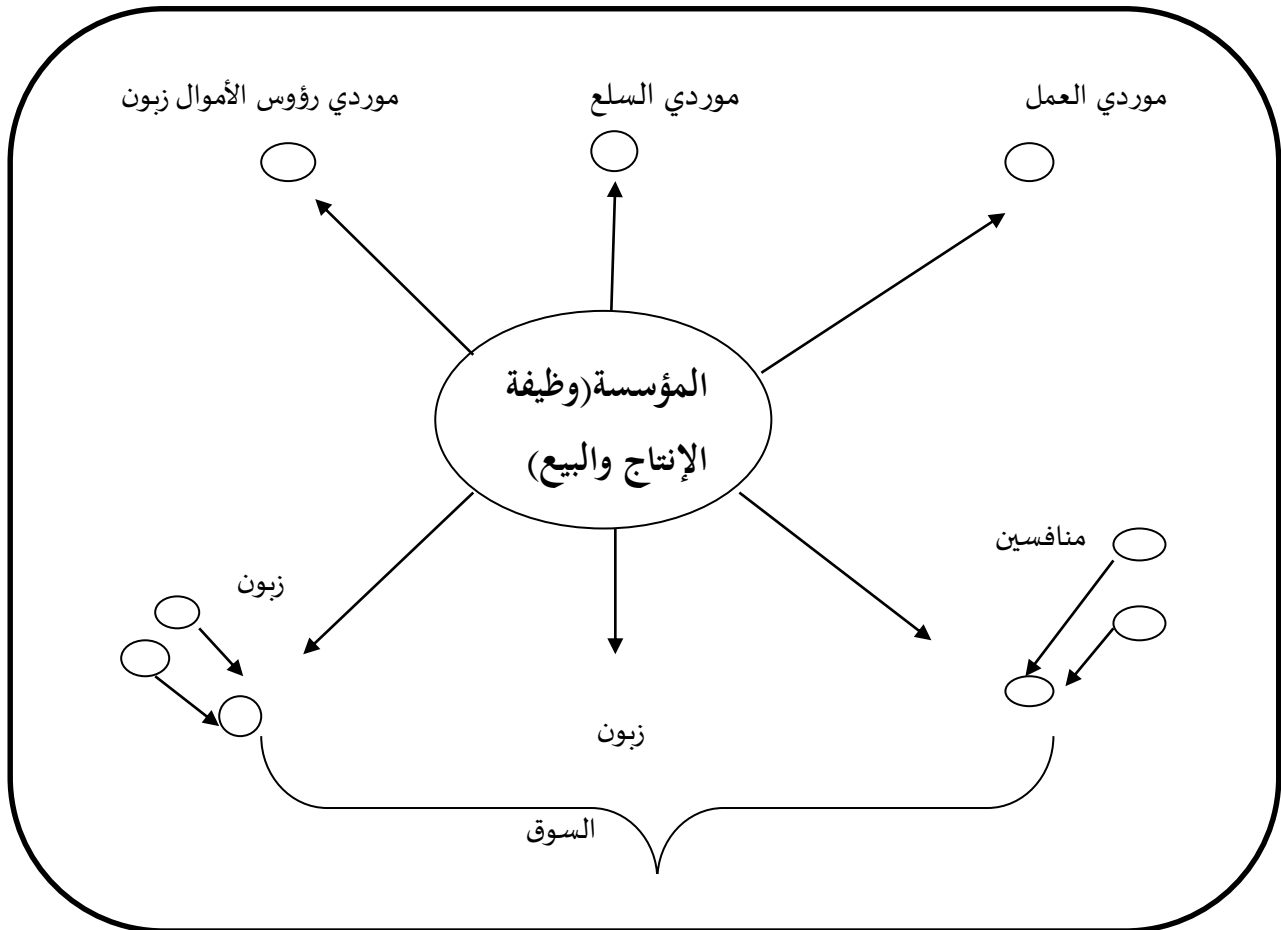 موردي العمل
موردي السلع
موردي رؤوس الأموال زبون
المؤسسة(وظيفة
الإنتاج والبيع)
منافسين
زبون
زبون
السوق